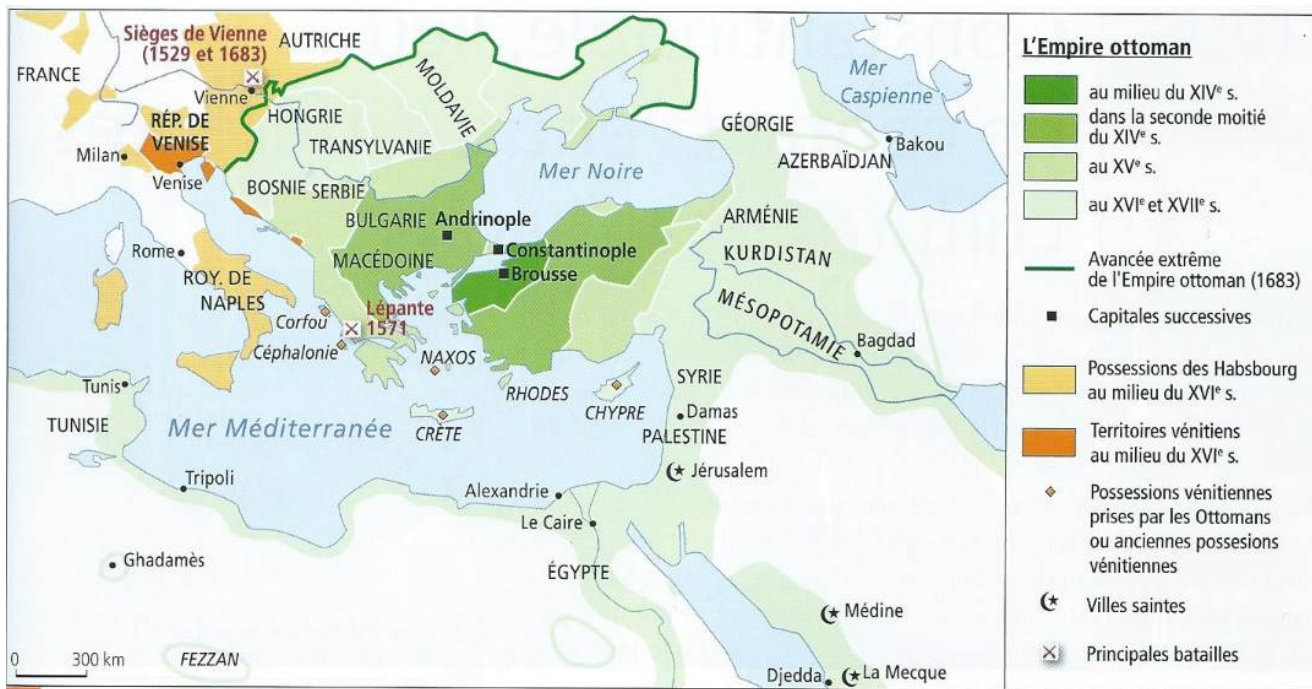 Sièges de Vienne
(1529 et 1683)
AUTRICHE
FRANCE
Vienne
HONGRIE
MOLDAVIE
RÉP. DE
VENISE
TRANSYLVANIE
Milan
Venise
BOSNIE
SERBIE
Mer Noire
Mer
Caspienne
GÉORGIE
AZERBAÏDJAN
Bakou
BULGARIE
Andrinople
ARMÉNIE
Rome
MACÉDOINE
Constantinople
Brousse
KURDISTAN
ROY. DE
NAPLES
Corfou
Lépante
1571
MÉSOPOTAMIE
Céphalonie
NAXOS
Bagdad
Tunis
RHODES
CHYPRE
SYRIE
TUNISIE
Mer Méditerranée
CRÈTE
Damas
PALESTINE
Tripoli
Alexandrie
Jérusalem
Le Caire
Ghadamès
ÉGYPTE
Médine
0 300 km
FEZZAN
Djedda
La Mecque
L'Empire ottoman
au milieu du XIVe s.
dans la seconde moitié
du XIVe s.
au XVe s.
au XVIe et XVIIe s.
Avancée extrême
de l'Empire ottoman (1683)
Capitales successives
Possessions des Habsbourg
au milieu du XVIe s.
Territoires vénitiens
au milieu du XVIe s.
Possessions vénitiennes
prises par les Ottomans
ou anciennes possesions
vénitiennes
Villes saintes
Principales batailles